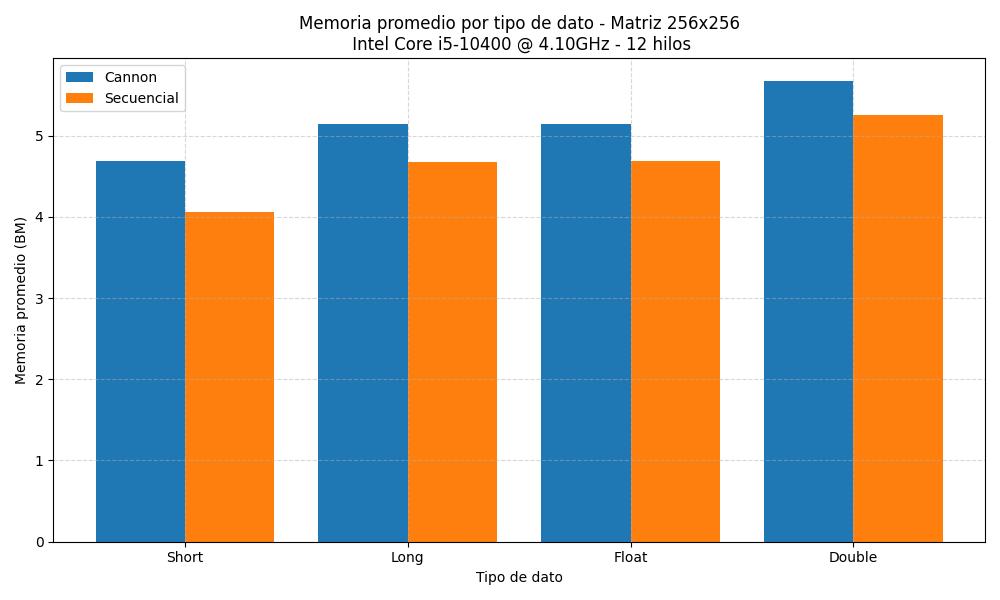 Memoria promedio por tipo de dato - Matriz 256x256
Intel Core i5-10400 @ 4.10GHz - 12 hilos
Cannon
Secuencial
Memoria promedio (BM)
5
4
3
2
1
0
Short Long Float Double
Tipo de dato